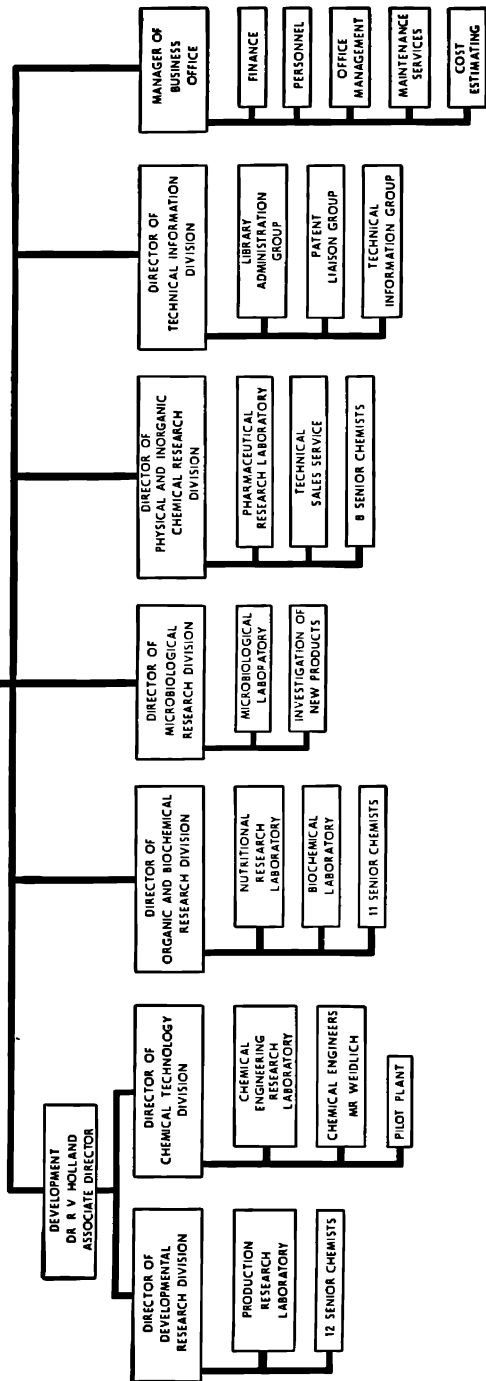 DEVELOPMENT
DR R V HOLLAND
ASSOCIATE DIRECTOR
DIRECTOR OF
DEVELOPMENTAL
RESEARCH DIVISION
PRODUCTION
RESEARCH
LABORATORY
12 SENIOR CHEMISTS
DIRECTOR OF
CHEMICAL TECHNOLOGY
DIVISION
CHEMICAL
ENGINEERING
RESEARCH
LABORATORY
CHEMICAL ENGINEERS
MR WEIDLICH
PILOT PLANT
DIRECTOR OF
ORGANIC AND BIOCHEMICAL
RESEARCH DIVISION
NUTRITIONAL
RESEARCH
LABORATORY
BIOCHEMICAL
LABORATORY
11 SENIOR CHEMISTS
DIRECTOR OF
MICROBIOLOGICAL
RESEARCH DIVISION
MICROBIOLOGICAL
LABORATORY
INVESTIGATION OF
NEW PRODUCTS
DIRECTOR OF
PHYSICAL AND INORGANIC
CHEMICAL RESEARCH
DIVISION
PHARMACEUTICAL
RESEARCH LABORATORY
TECHNICAL
SALES SERVICE
8 SENIOR CHEMISTS
DIRECTOR OF
TECHNICAL INFORMATION
DIVISION
LIBRARY
ADMINISTRATION
GROUP
PATENT
LIAISON GROUP
TECHNICAL
INFORMATION GROUP
MANAGER OF
BUSINESS
OFFICE
FINANCE
PERSONNEL
OFFICE
MANAGEMENT
MAINTENANCE
SERVICES
COST
ESTIMATING